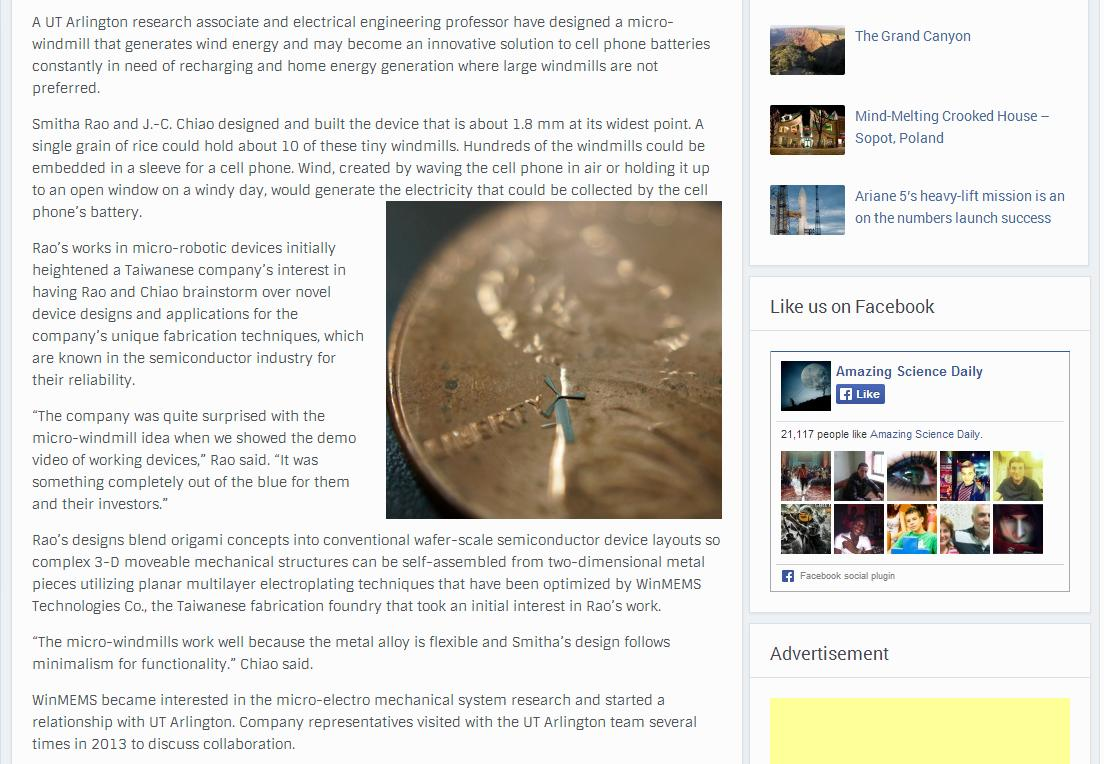 A UT Arlington research associate and electrical engineering professor have designed a micro-
windmill that generates wind energy and may become an innovative solution to cell phone batteries
constantly in need of recharging and home energy generation where large windmills are not
preferred.
Smitha Rao and J.-C. Chiao designed and built the device that is about 1.8 mm at its widest point. A
single grain of rice could hold about 10 of these tiny windmills. Hundreds of the windmills could be
embedded in a sleeve for a cell phone. Wind, created by waving the cell phone in air or holding it up
to an open window on a windy day, would generate the electricity that could be collected by the cell
phone's battery.
Rao's works in micro-robotic devices initially
heightened a Taiwanese company's interest in
having Rao and Chiao brainstorm over novel
device designs and applications for the
company's unique fabrication techniques, which
are known in the semiconductor industry for
their reliability.
"The company was quite surprised with the
micro-windmill idea when we showed the demo
video of working devices," Rao said. "It was
something completely out of the blue for them
and their investors."
LIBERTY
Rao's designs blend origami concepts into conventional wafer-scale semiconductor device layouts so
complex 3-D moveable mechanical structures can be self-assembled from two-dimensional metal
pieces utilizing planar multilayer electroplating techniques that have been optimized by WinMEMS
Technologies Co., the Taiwanese fabrication foundry that took an initial interest in Rao's work.
"The micro-windmills work well because the metal alloy is flexible and Smitha's design follows
minimalism for functionality." Chiao said.
WinMEMS became interested in the micro-electro mechanical system research and started a
relationship with UT Arlington. Company representatives visited with the UT Arlington team several
times in 2013 to discuss collaboration.
The Grand Canyon
Mind-Melting Crooked House –
Sopot, Poland
Ariane 5's heavy-lift mission is an
on the numbers launch success
Like us on Facebook
Amazing Science Daily
Like
21,117 people like Amazing Science Daily.
Facebook social plugin
Advertisement